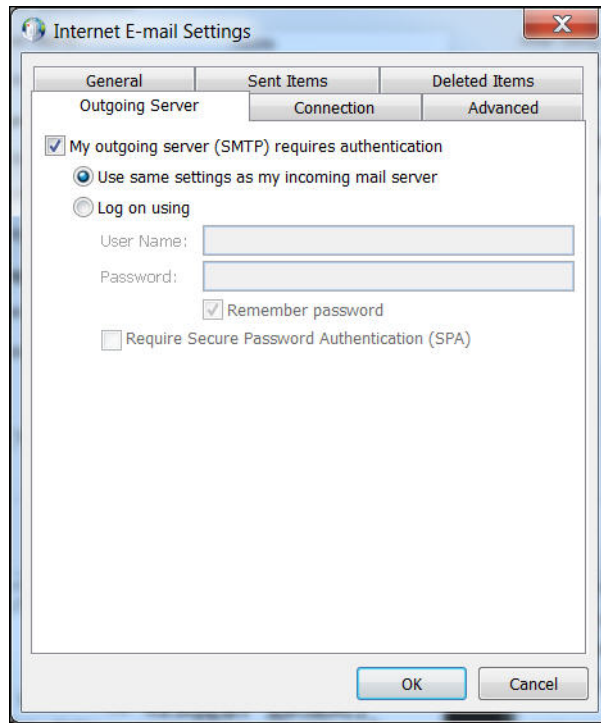 Internet E-mail Settings
General Sent Items Deleted Items
Outgoing Server Connection Advanced
My outgoing server (SMTP) requires authentication
Use same settings as my incoming mail server
Log on using
User Name:
Password:
Remember password
Require Secure Password Authentication (SPA)
OK Cancel